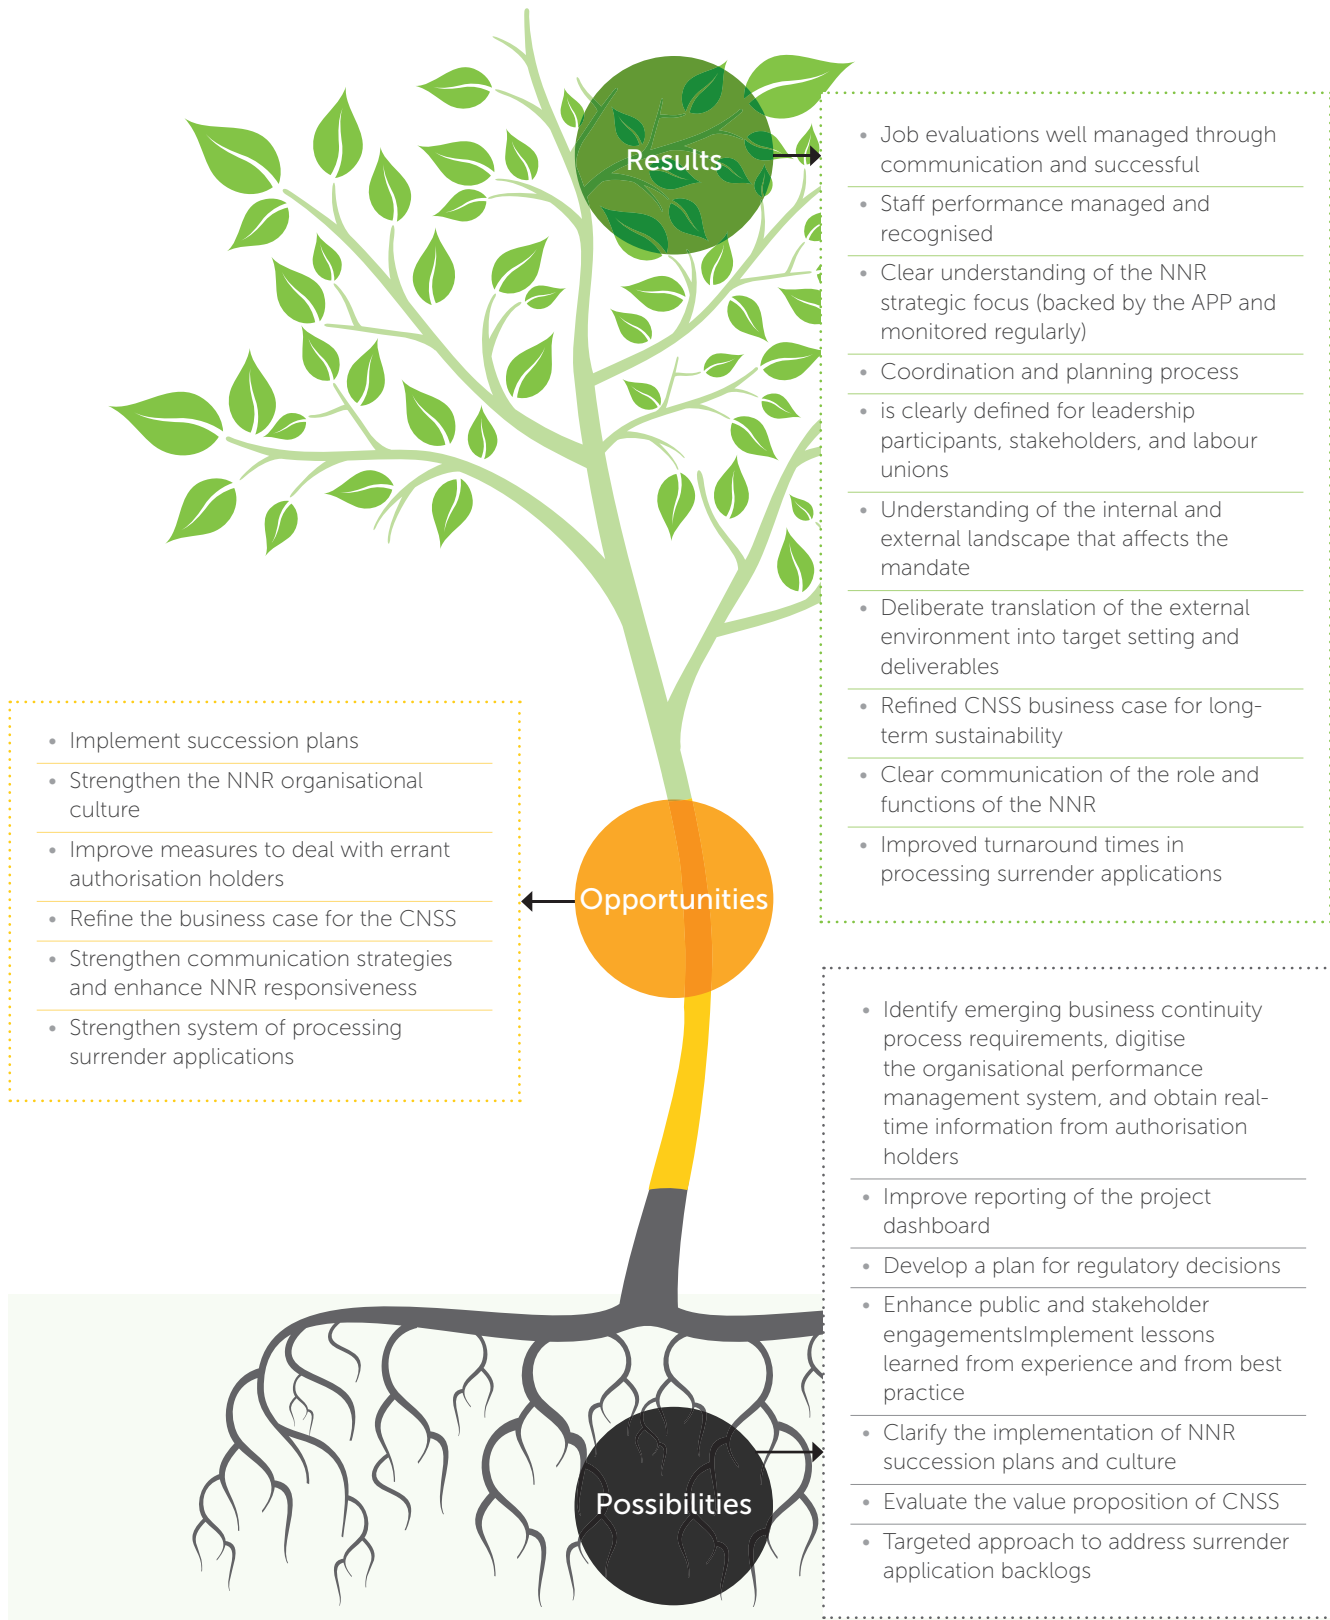 Results
• Job evaluations well managed through
communication and successful
• Staff performance managed and
recognised
• Clear understanding of the NNR
strategic focus (backed by the APP and
monitored regularly)
• Coordination and planning process
• is clearly defined for leadership
participants, stakeholders, and labour
unions
• Understanding of the internal and
external landscape that affects the
mandate
• Deliberate translation of the external
environment into target setting and
deliverables
• Refined CNSS business case for long-
term sustainability
• Clear communication of the role and
functions of the NNR
• Improved turnaround times in
processing surrender applications
Opportunities
• Implement succession plans
• Strengthen the NNR organisational
culture
• Improve measures to deal with errant
authorisation holders
• Refine the business case for the CNSS
• Strengthen communication strategies
and enhance NNR responsiveness
• Strengthen system of processing
surrender applications
Possibilities
• Identify emerging business continuity
process requirements, digitise
the organisational performance
management system, and obtain real-
time information from authorisation
holders
• Improve reporting of the project
dashboard
• Develop a plan for regulatory decisions
• Enhance public and stakeholder
engagementsImplement lessons
learned from experience and from best
practice
• Clarify the implementation of NNR
succession plans and culture
• Evaluate the value proposition of CNSS
• Targeted approach to address surrender
application backlogs